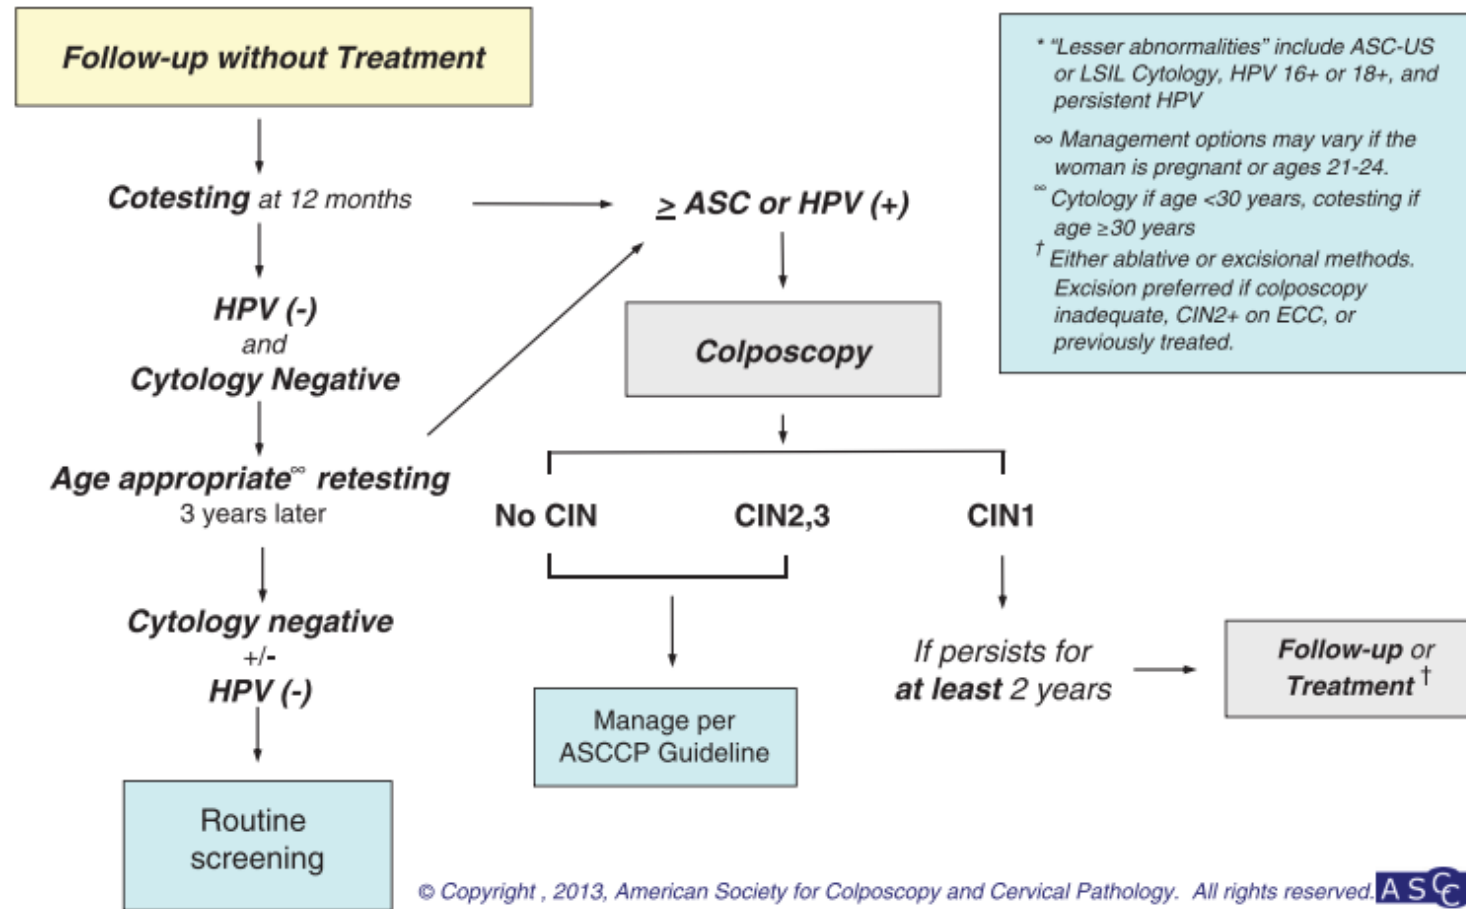 Follow-up without Treatment
Cotesting at 12 months
HPV (-)
and
Cytology Negative
Age appropriate∞ retesting
3 years later
Cytology negative
+/-
HPV (-)
Routine
screening
≥ ASC or HPV (+)
Colposcopy
No CIN
CIN2,3
CIN1
Manage per
ASCCP Guideline
If persists for
at least 2 years
Follow-up or
Treatment †
* “Lesser abnormalities” include ASC-US
or LSIL Cytology, HPV 16+ or 18+, and
persistent HPV
∞ Management options may vary if the
woman is pregnant or ages 21-24.
∞ Cytology if age <30 years, cotesting if
age ≥30 years
† Either ablative or excisional methods.
Excision preferred if colposcopy
inadequate, CIN2+ on ECC, or
previously treated.
© Copyright , 2013, American Society for Colposcopy and Cervical Pathology. All rights reserved.
ASCC